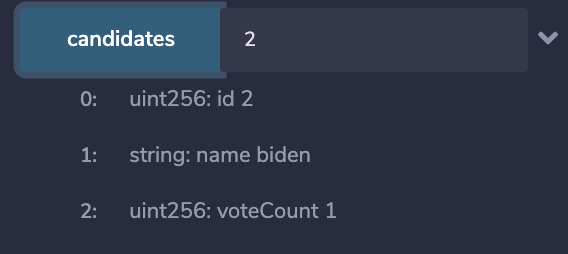 candidates 2
0: uint256: id 2
1: string: name biden
2: uint256: voteCount 1